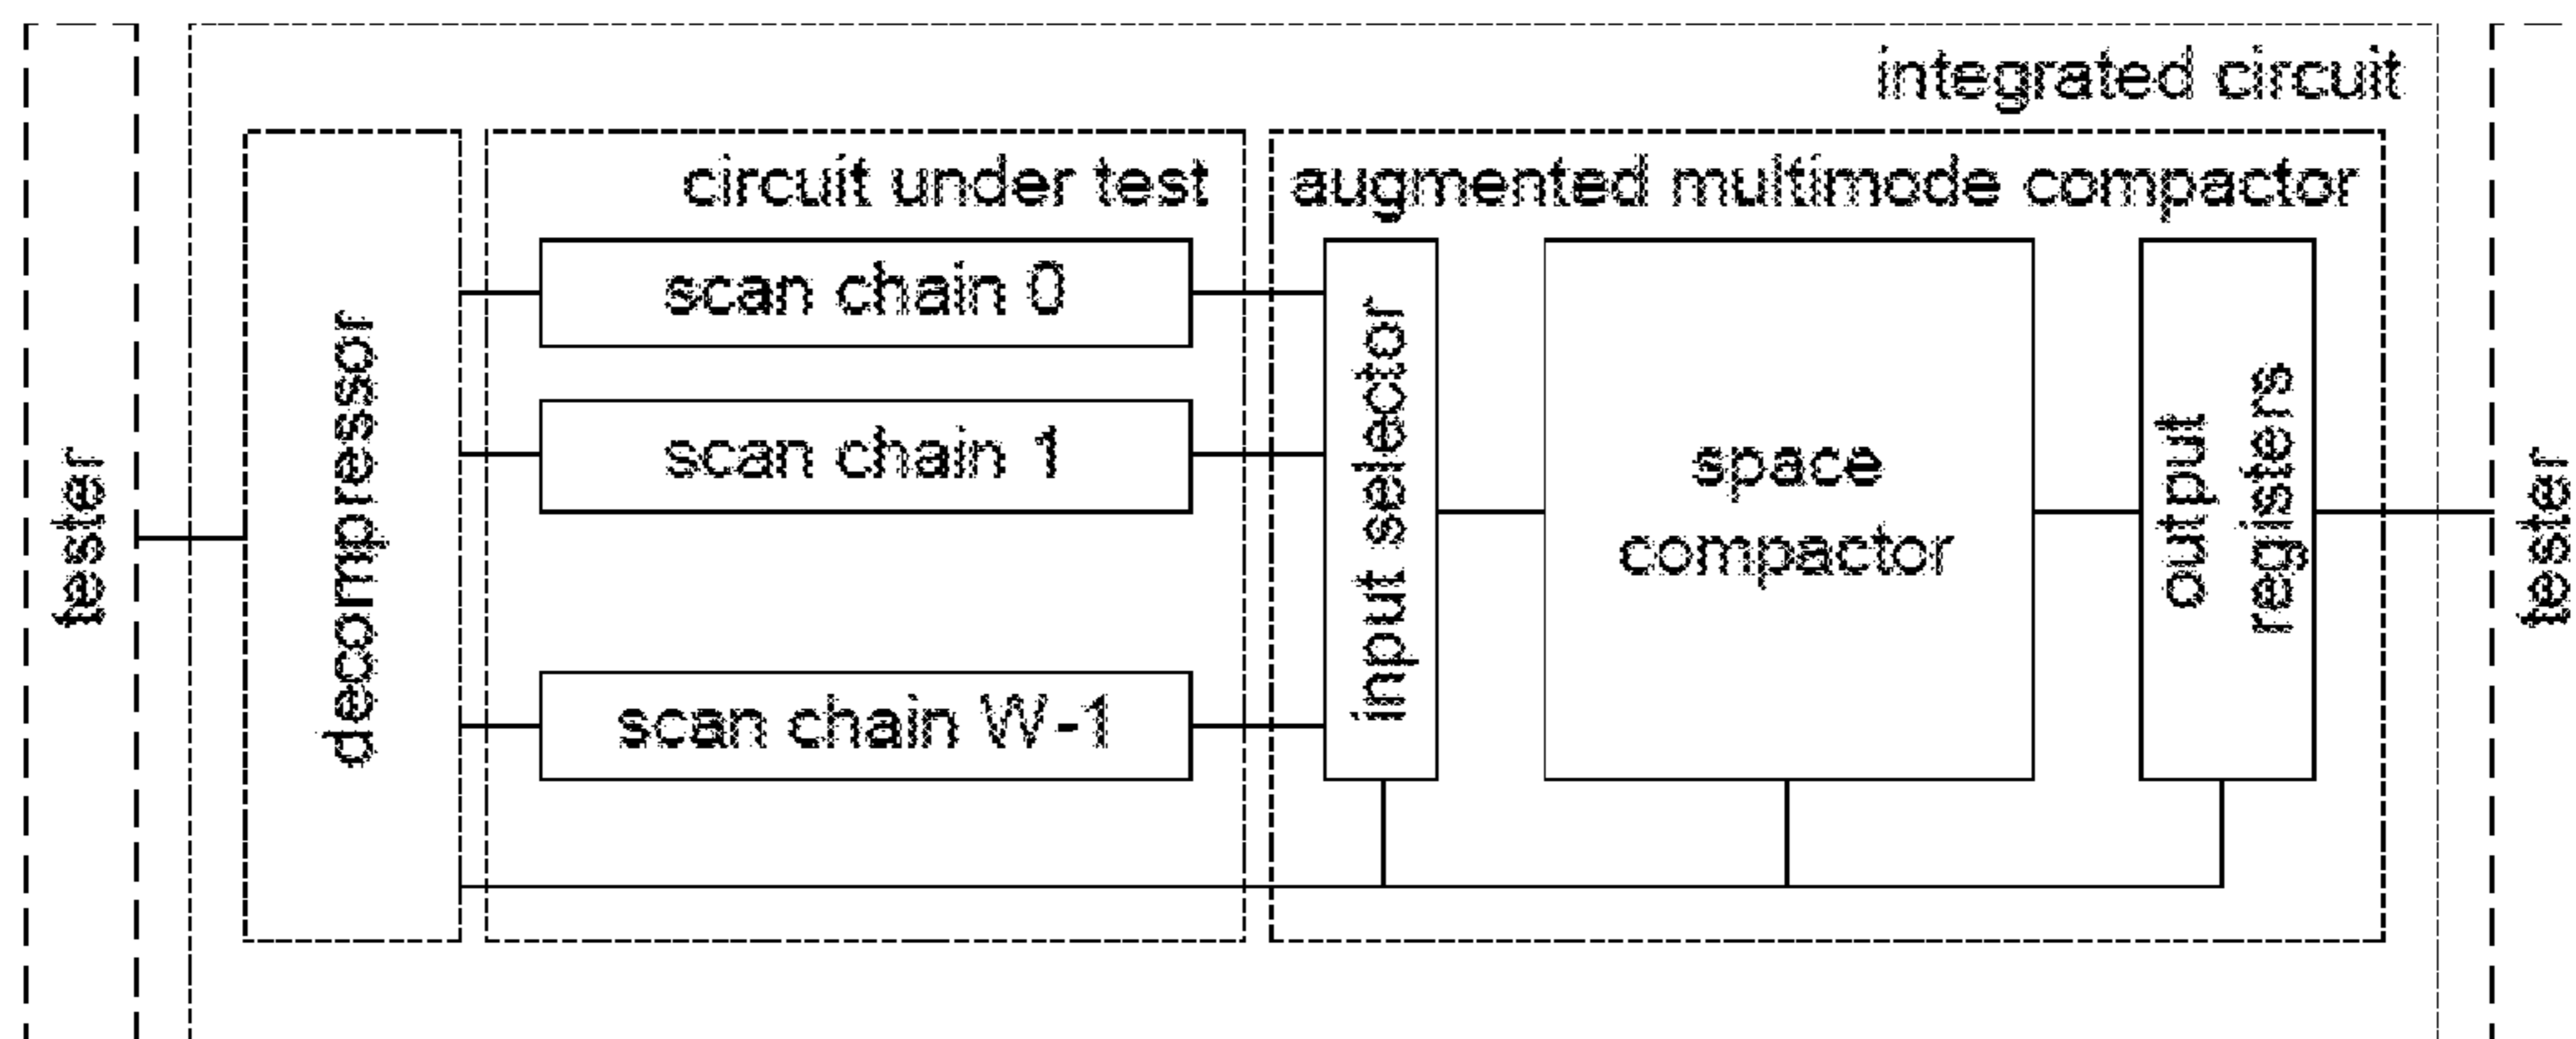 integrated circuit
circuit under test
augmented multimode compactor
tester
decompressor
scan chain 0
scan chain 1
scan chain W-1
input selector
space
compactor
output
registers
tester